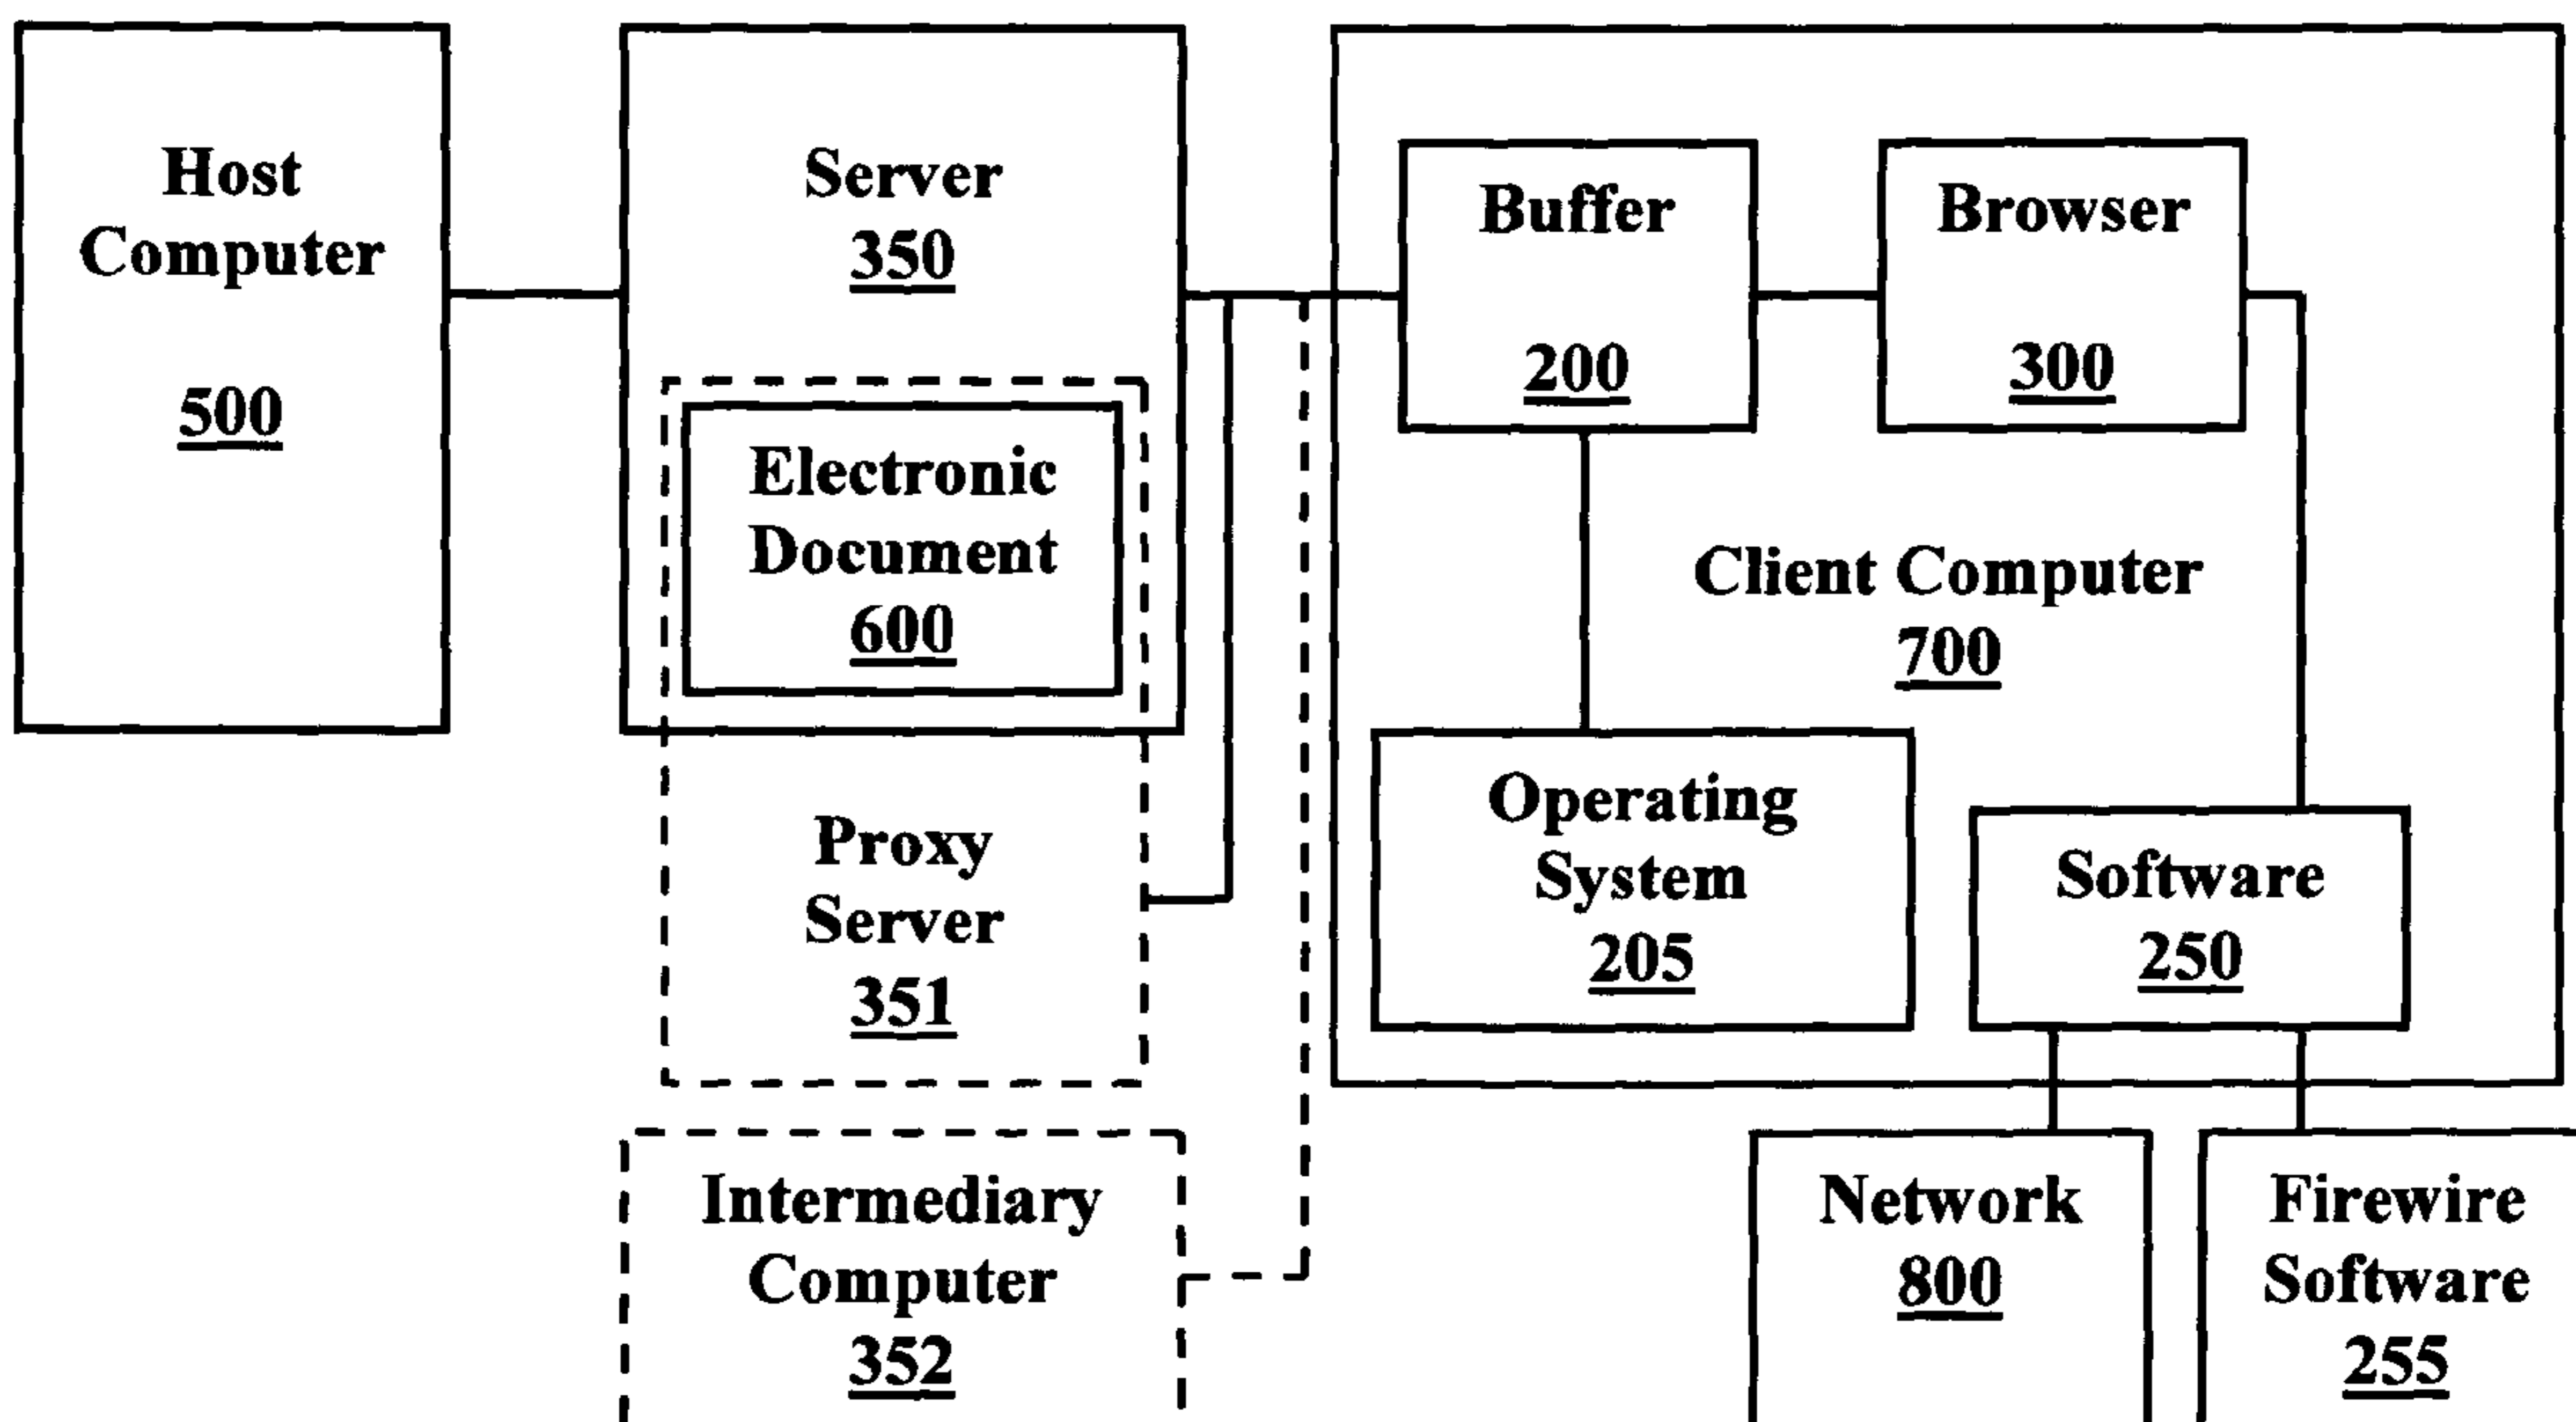 Host
Computer
500
Server
350
Electronic
Document
600
Proxy
Server
351
Intermediary
Computer
352
Buffer
200
Browser
300
Client Computer
700
Operating
System
205
Software
250
Network
800
Firewire
Software
255